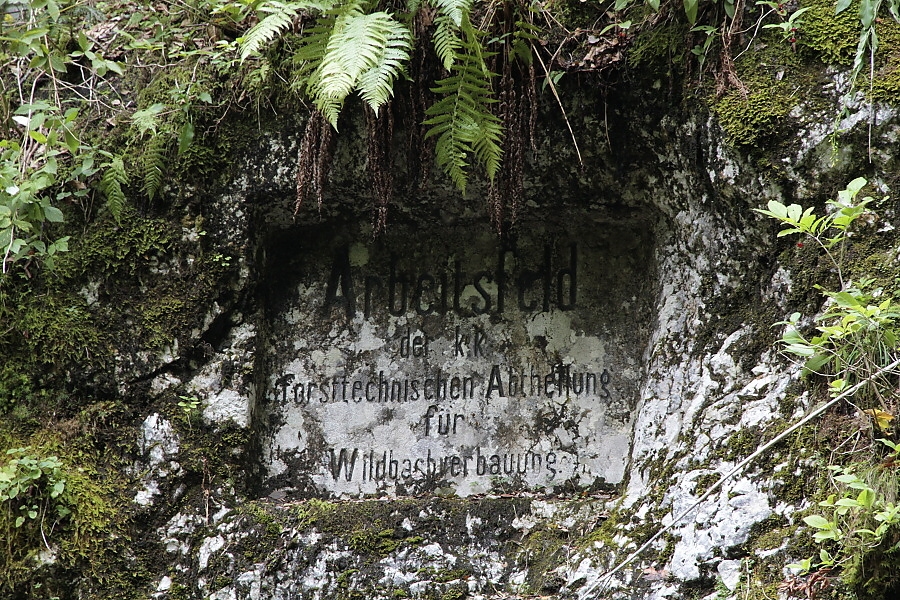 Arbeitsfeld
der k.k.
forsttechnischen Abtheilung
für
Wildbachverbauung.